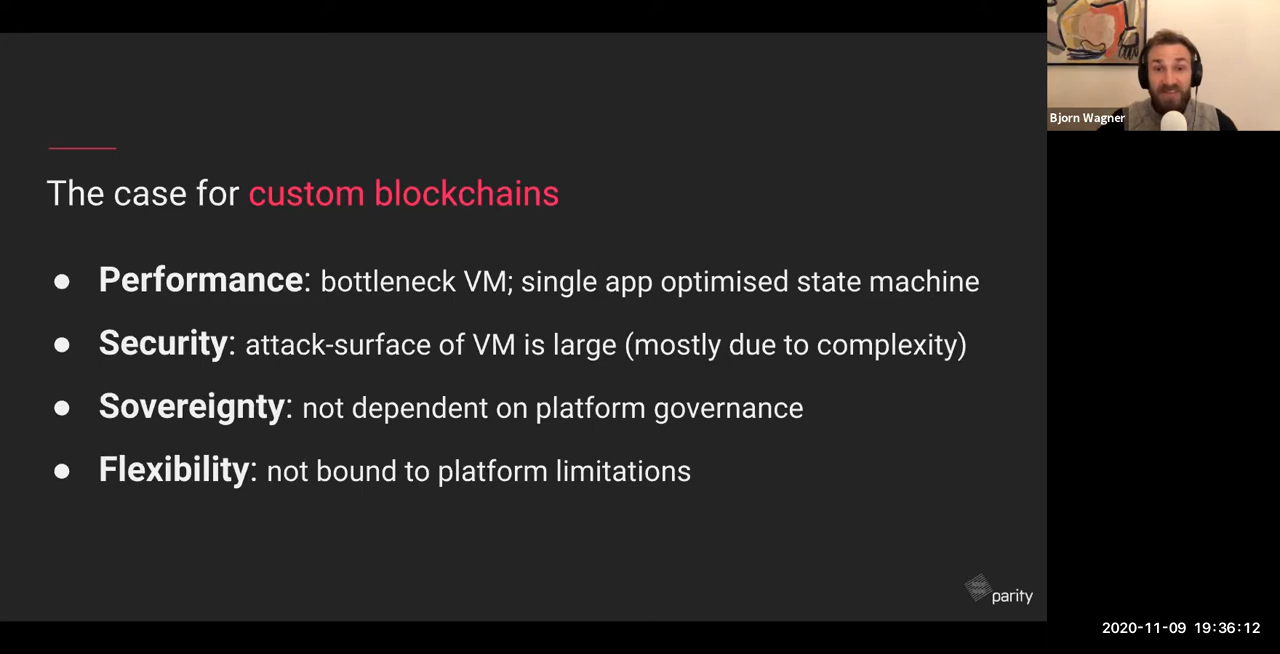 The case for custom blockchains
● Performance: bottleneck VM; single app optimised state machine
● Security: attack-surface of VM is large (mostly due to complexity)
● Sovereignty: not dependent on platform governance
● Flexibility: not bound to platform limitations
parity
Bjorn Wagner
2020-11-09 19:36:12